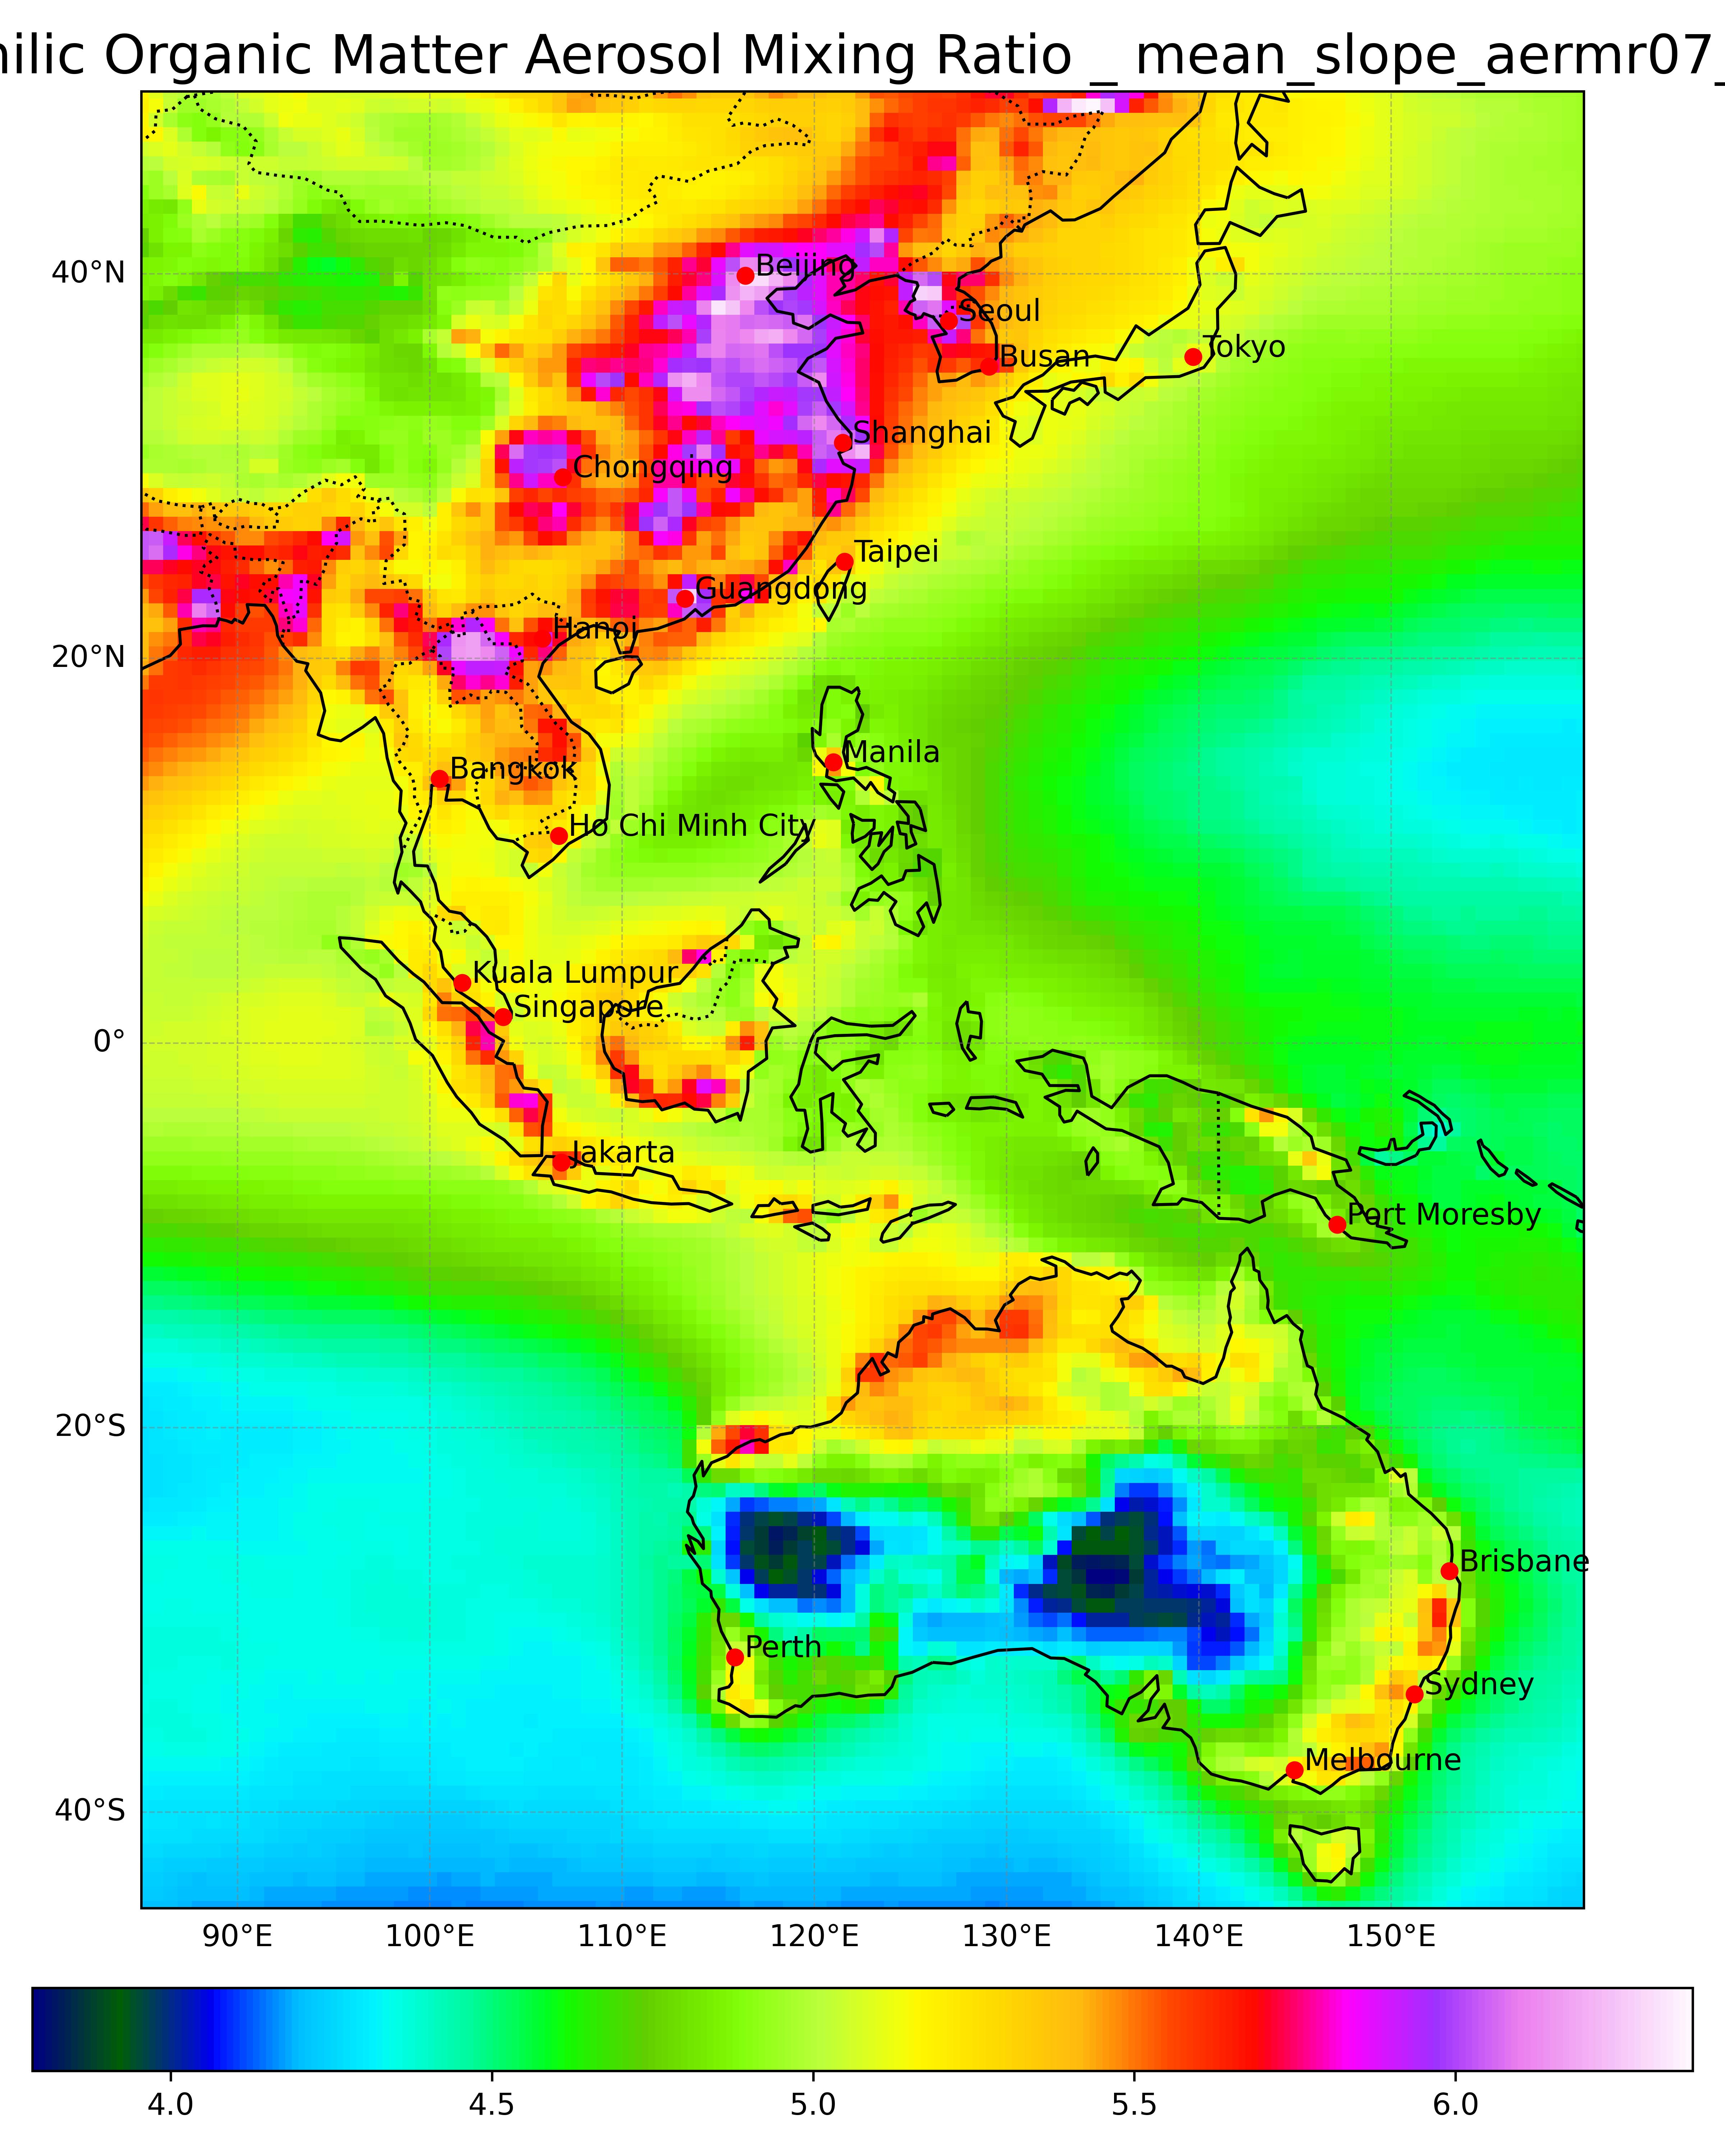 hilic Organic Matter Aerosol Mixing Ratio _ mean_slope_aermr07_
40°N
20°N
0°
20°S
40°S
Beijing
Seoul
Busan
Tokyo
Shanghai
Chongqing
Taipei
Guangdong
Hanoi
Manila
Bangkok
Ho Chi Minh City
Kuala Lumpur
Singapore
Jakarta
Port Moresby
Brisbane
Perth
Sydney
Melbourne
90°E 100°E 110°E 120°E 130°E 140°E 150°E
4.0 4.5 5.0 5.5 6.0